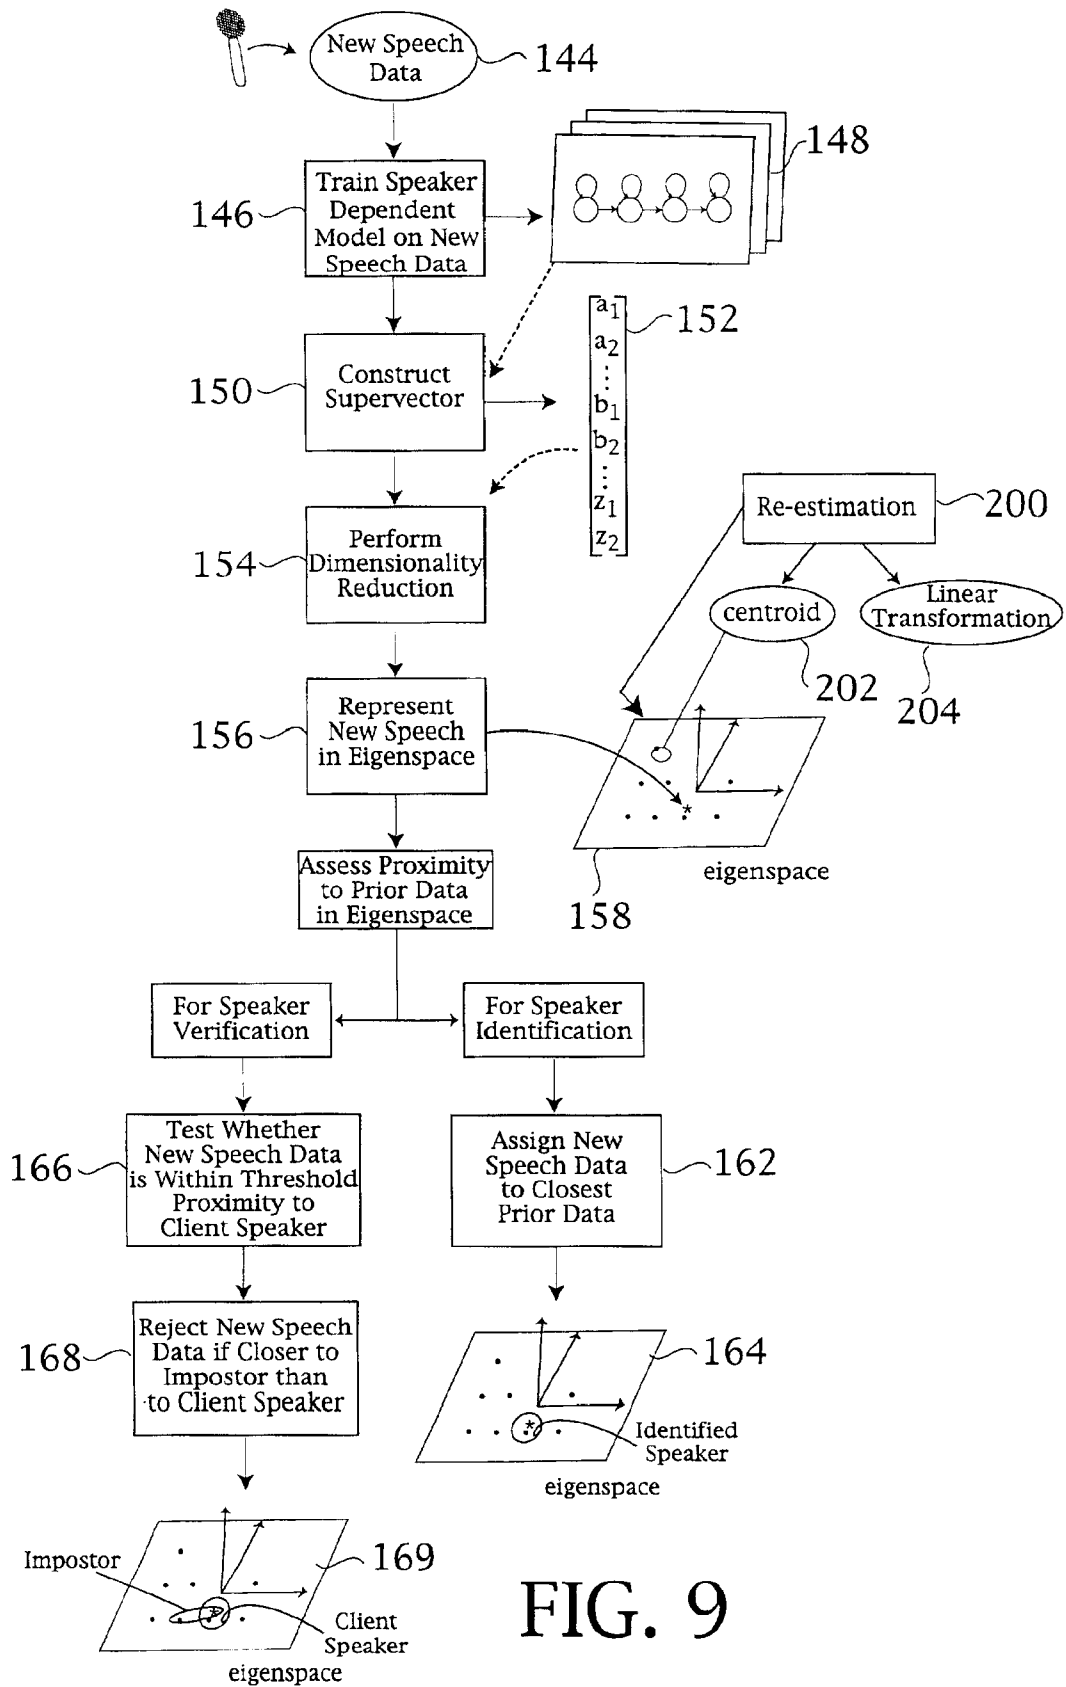 New Speech
Data
144
148
Train Speaker
Dependent
Model on New
Speech Data
146
a1
a2
⋮
b1
b2
⋮
z1
z2
152
Construct
Supervector
150
Re-estimation
200
Perform
Dimensionality
Reduction
154
centroid
202
Linear
Transformation
204
Represent
New Speech
in Eigenspace
156
*
eigenspace
158
Assess Proximity
to Prior Data
in Eigenspace
For Speaker
Verification
For Speaker
Identification
Test Whether
New Speech Data
is Within Threshold
Proximity to
Client Speaker
166
Assign New
Speech Data
to Closest
Prior Data
162
Reject New Speech
Data if Closer to
Impostor than
to Client Speaker
168
164
*
Identified
Speaker
eigenspace
Impostor
169
*
Client
Speaker
eigenspace
FIG. 9